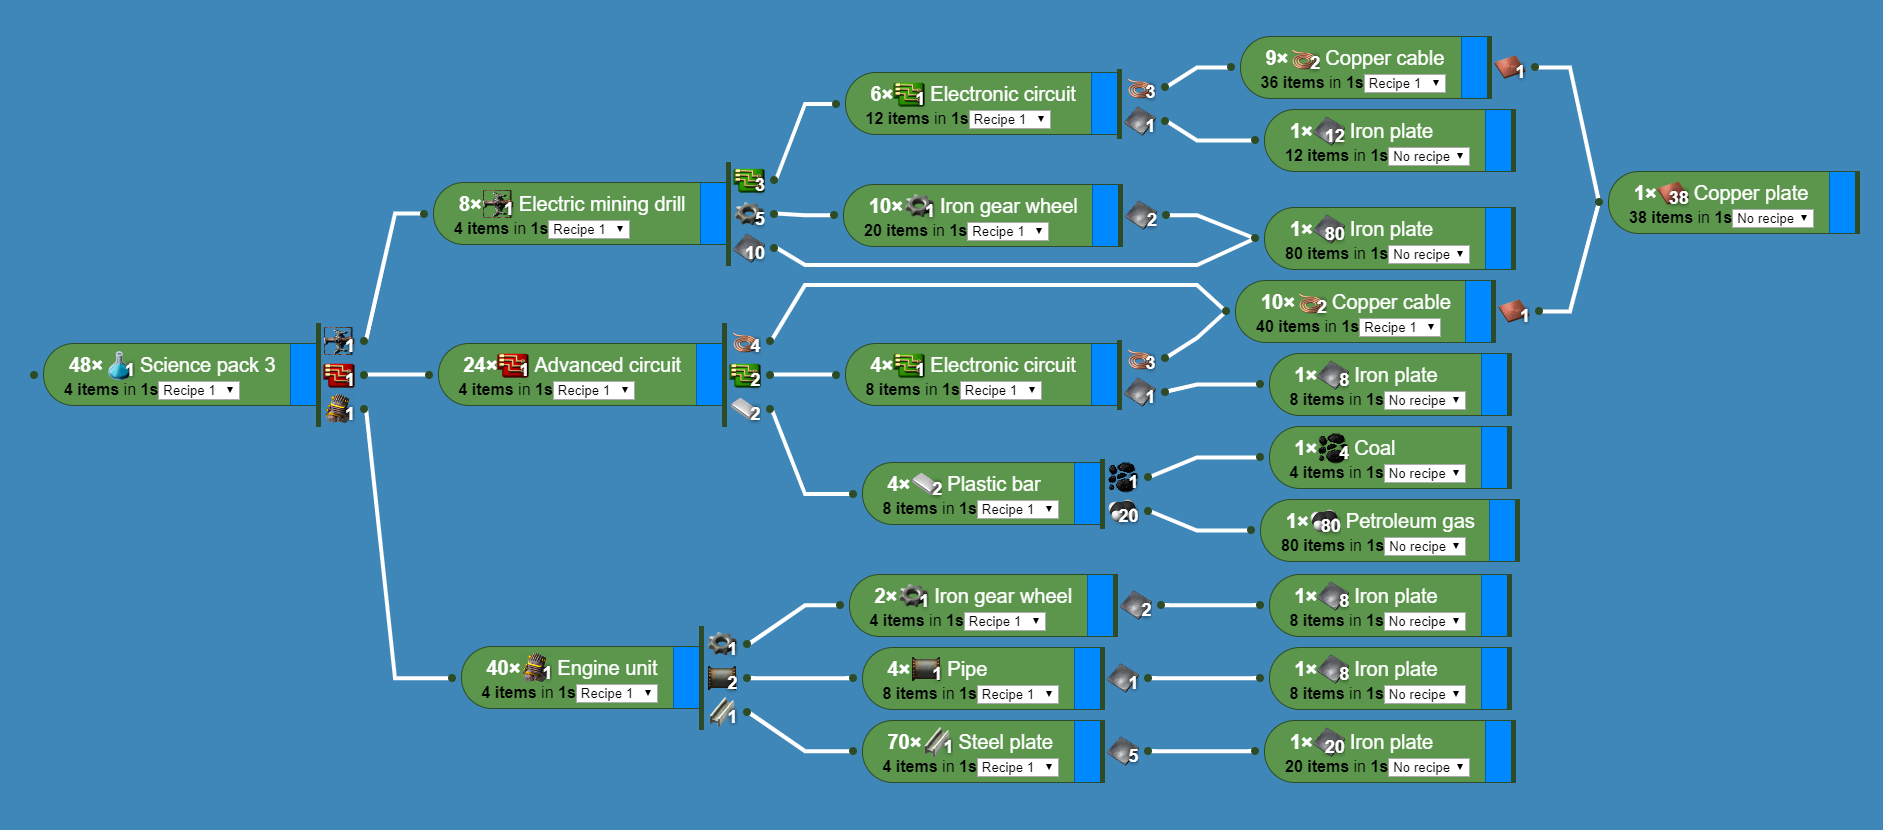 48× 1 Science pack 3
4 items in 1s Recipe 1
1
1
1
8× 1 Electric mining drill
4 items in 1s Recipe 1
3
5
10
24× 1 Advanced circuit
4 items in 1s Recipe 1
4
2
2
40× 1 Engine unit
4 items in 1s Recipe 1
1
2
1
6× 1 Electronic circuit
12 items in 1s Recipe 1
3
1
10× 1 Iron gear wheel
20 items in 1s Recipe 1
2
4× 1 Electronic circuit
8 items in 1s Recipe 1
3
1
4× 2 Plastic bar
8 items in 1s Recipe 1
1
20
2× 1 Iron gear wheel
4 items in 1s Recipe 1
2
4× 1 Pipe
8 items in 1s Recipe 1
1
70× 1 Steel plate
4 items in 1s Recipe 1
5
9× 2 Copper cable
36 items in 1s Recipe 1
1
1× 12 Iron plate
12 items in 1s No recipe
1× 80 Iron plate
80 items in 1s No recipe
10× 2 Copper cable
40 items in 1s Recipe 1
1
1× 8 Iron plate
8 items in 1s No recipe
1× 4 Coal
4 items in 1s No recipe
1× 80 Petroleum gas
80 items in 1s No recipe
1× 8 Iron plate
8 items in 1s No recipe
1× 8 Iron plate
8 items in 1s No recipe
1× 20 Iron plate
20 items in 1s No recipe
1× 38 Copper plate
38 items in 1s No recipe